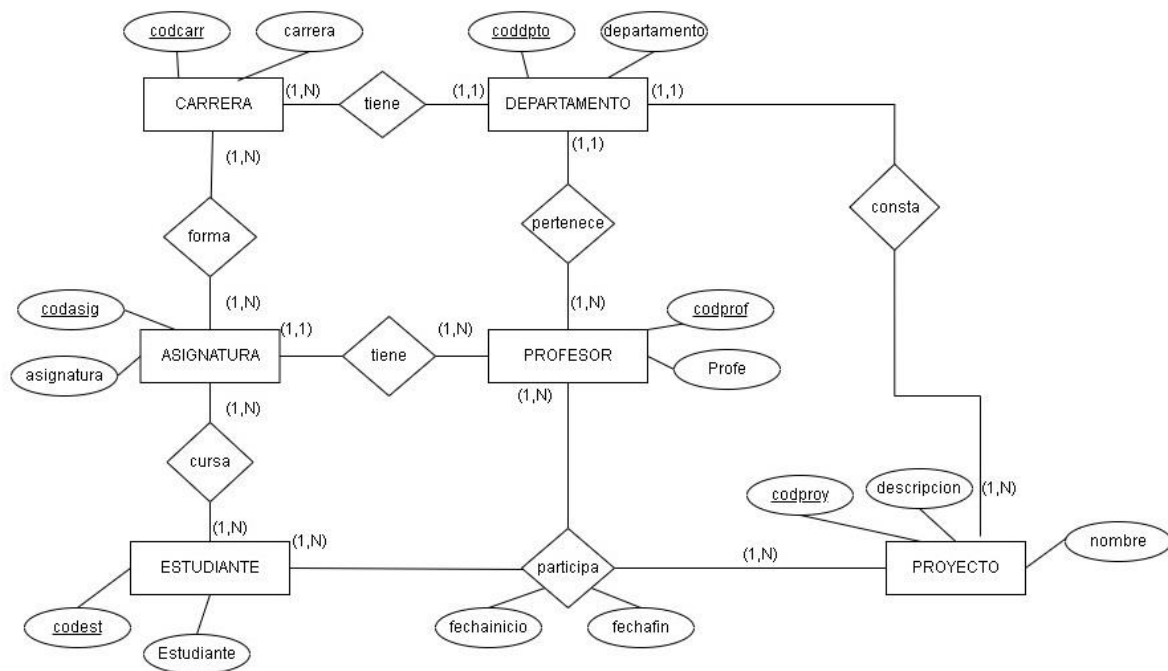 codcarr
carrera
coddpto
departamento
CARRERA
(1,N)
tiene
(1,1)
DEPARTAMENTO
(1,1)
(1,N)
(1,1)
forma
pertenece
consta
(1,N)
(1,N)
codasig
codprof
ASIGNATURA
(1,1)
tiene
(1,N)
PROFESOR
asignatura
Profe
(1,N)
(1,N)
cursa
codproy
descripcion
(1,N)
(1,N)
(1,N)
nombre
ESTUDIANTE
participa
(1,N)
PROYECTO
codest
fechainicio
fechafin
Estudiante